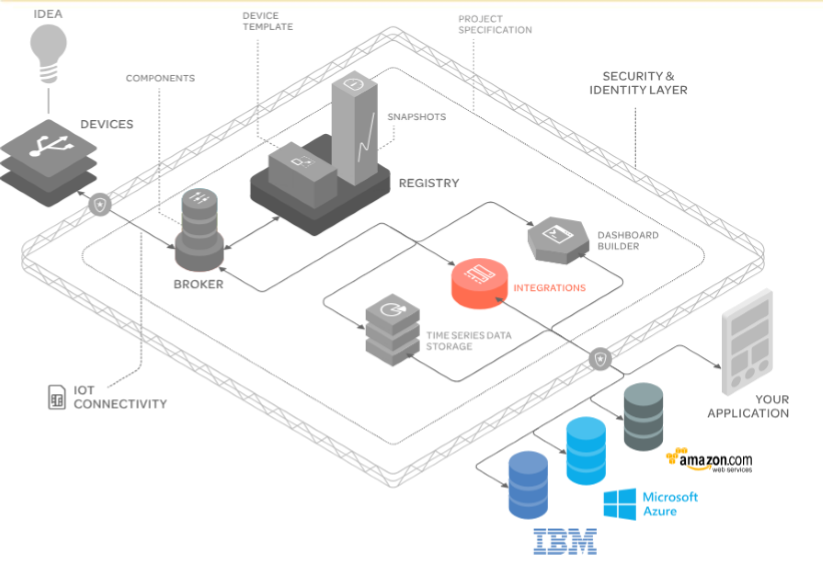 IDEA
DEVICE
TEMPLATE
PROJECT
SPECIFICATION
COMPONENTS
SECURITY &
IDENTITY LAYER
DEVICES
SNAPSHOTS
REGISTRY
DASHBOARD
BUILDER
BROKER
INTEGRATIONS
TIME SERIES DATA
STORAGE
IOT
CONNECTIVITY
YOUR
APPLICATION
amazon.com
web services
Microsoft
Azure
IBM